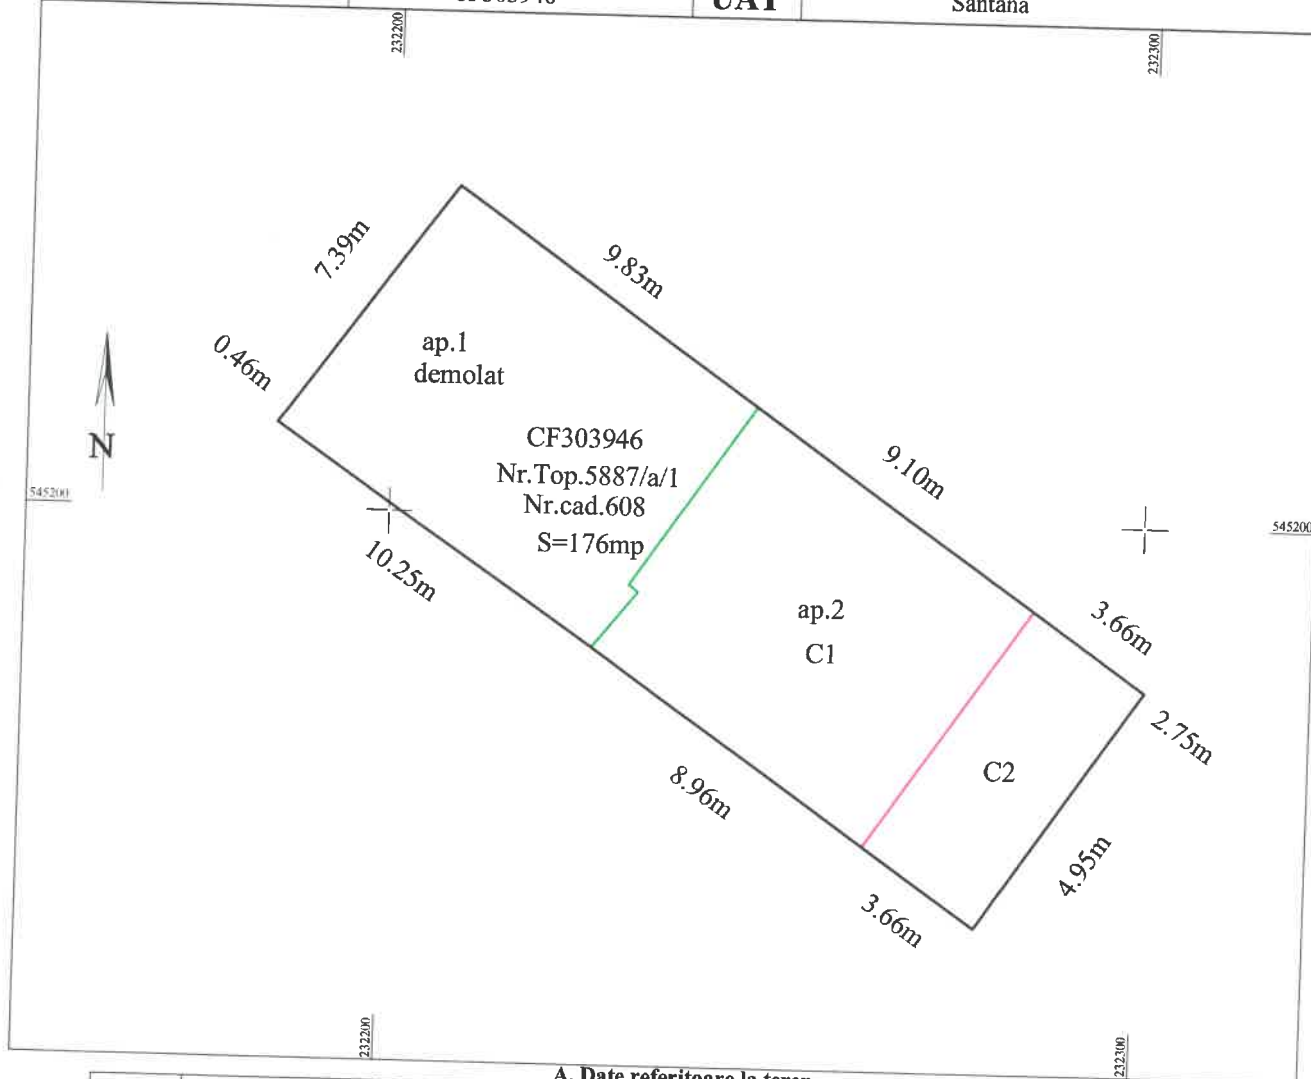 UAT
Santana
232200
232300
7.39m
9.83m
0.46m
ap.1
demolat
N
CF303946
Nr.Top.5887/a/1
Nr.cad.608
S=176mp
9.10m
545200
545200
10.25m
ap.2
C1
3.66m
2.75m
C2
8.96m
4.95m
3.66m
232200
232300
A. Date referitoare la teren